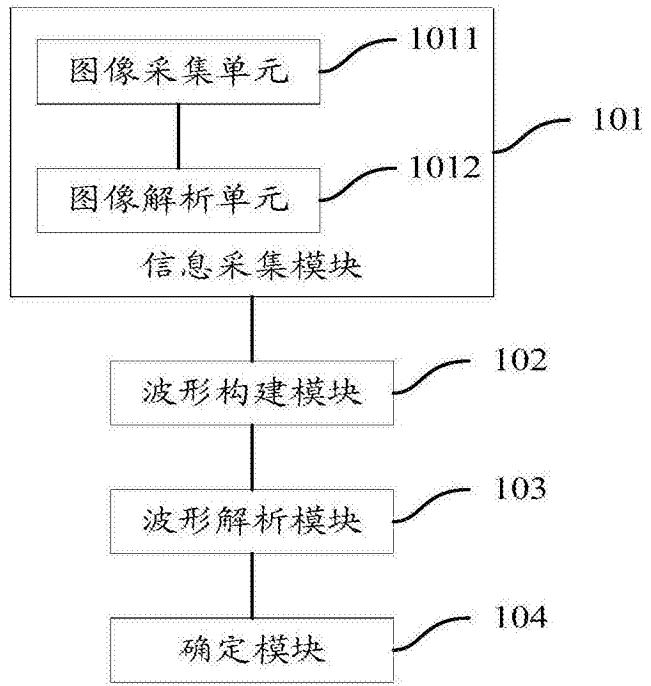 图像采集单元
1011
101
图像解析单元
1012
信息采集模块
波形构建模块
102
波形解析模块
103
确定模块
104